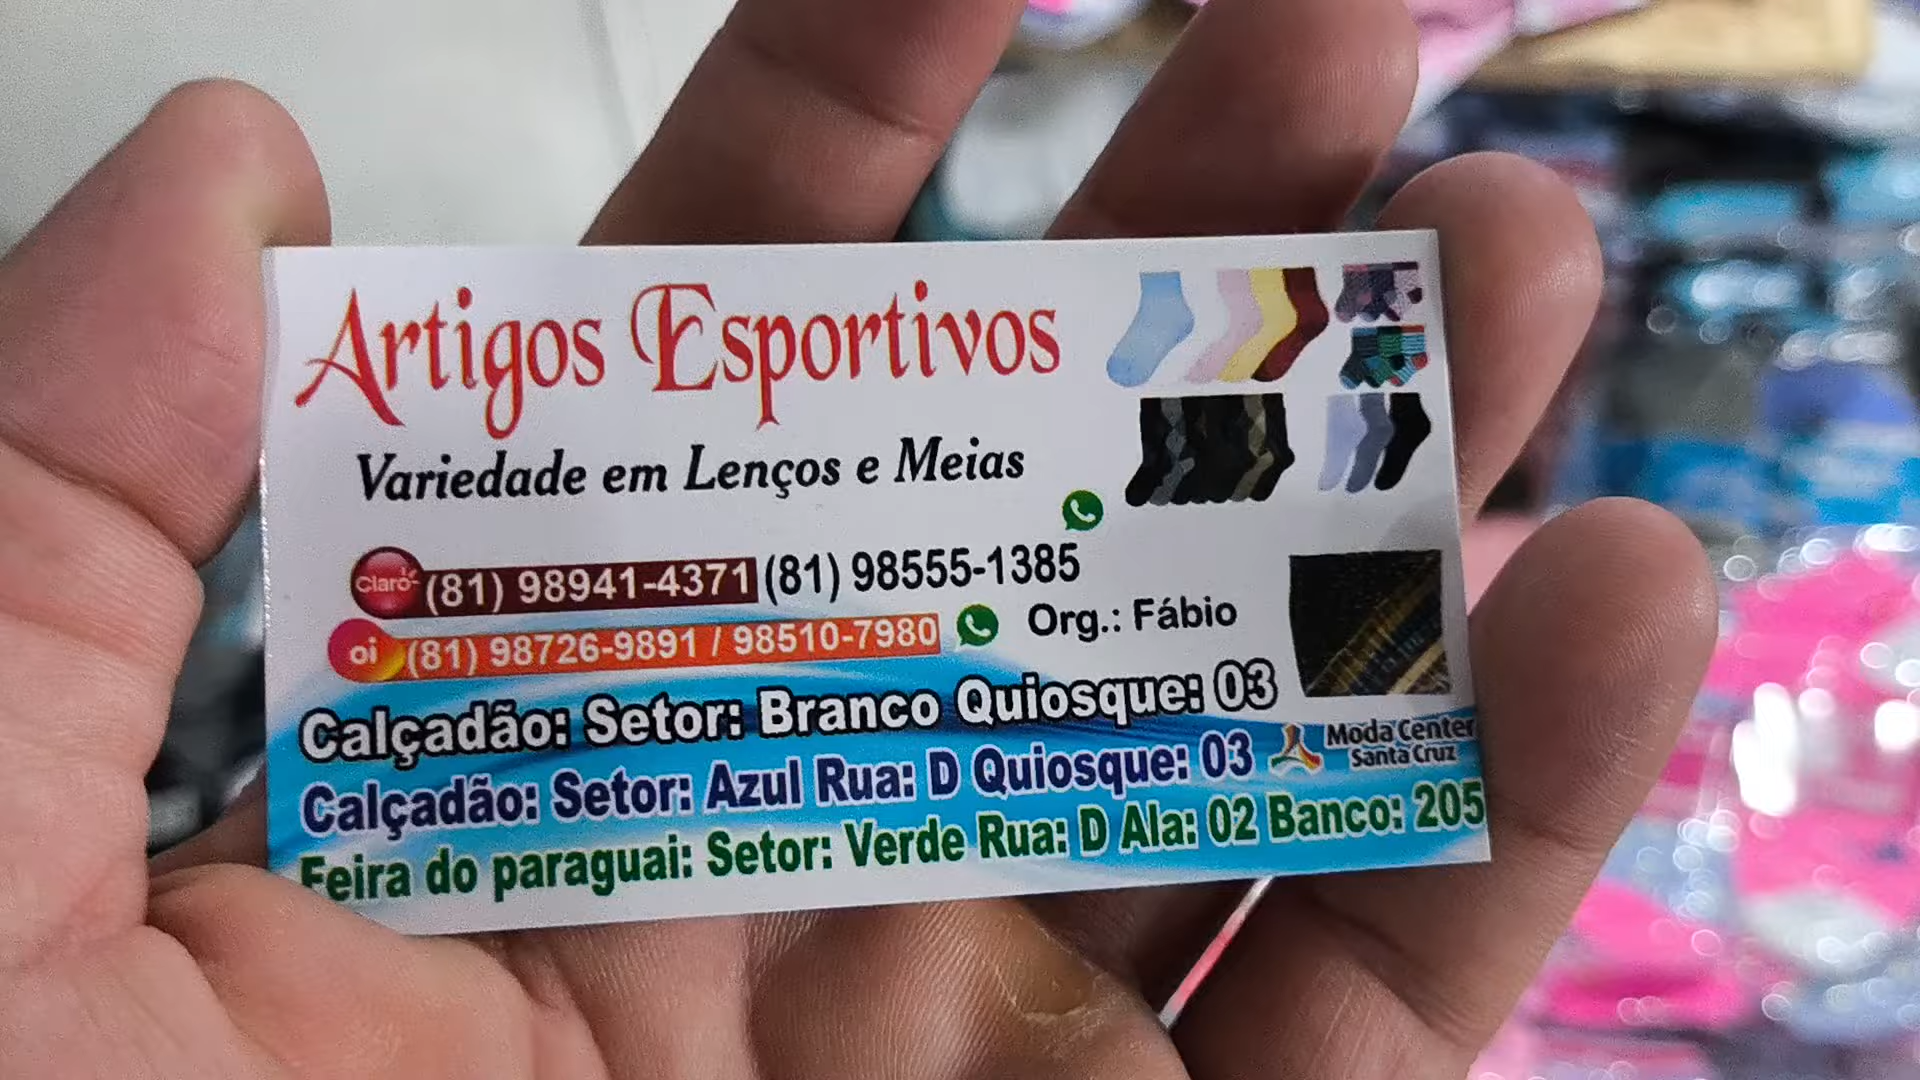 Artigos Esportivos
Variedade em Lenços e Meias
Claro (81) 98941-4371 (81) 98555-1385
oi (81) 98726-9891 / 98510-7980 Org.: Fábio
Calçadão: Setor: Branco Quiosque: 03
Calçadão: Setor: Azul Rua: D Quiosque: 03
Moda Center
Santa Cruz
Feira do paraguai: Setor: Verde Rua: D Ala: 02 Banco: 205